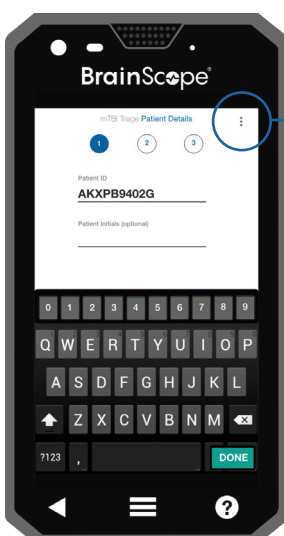 BrainScope®
mTBI Triage Patient Details
1 2 3
Patient ID
AKXPB9402G
Patient Initials (optional)
0 1 2 3 4 5 6 7 8 9
Q W E R T Y U I O P
A S D F G H J K L
Z X C V B N M
?123 , DONE
?